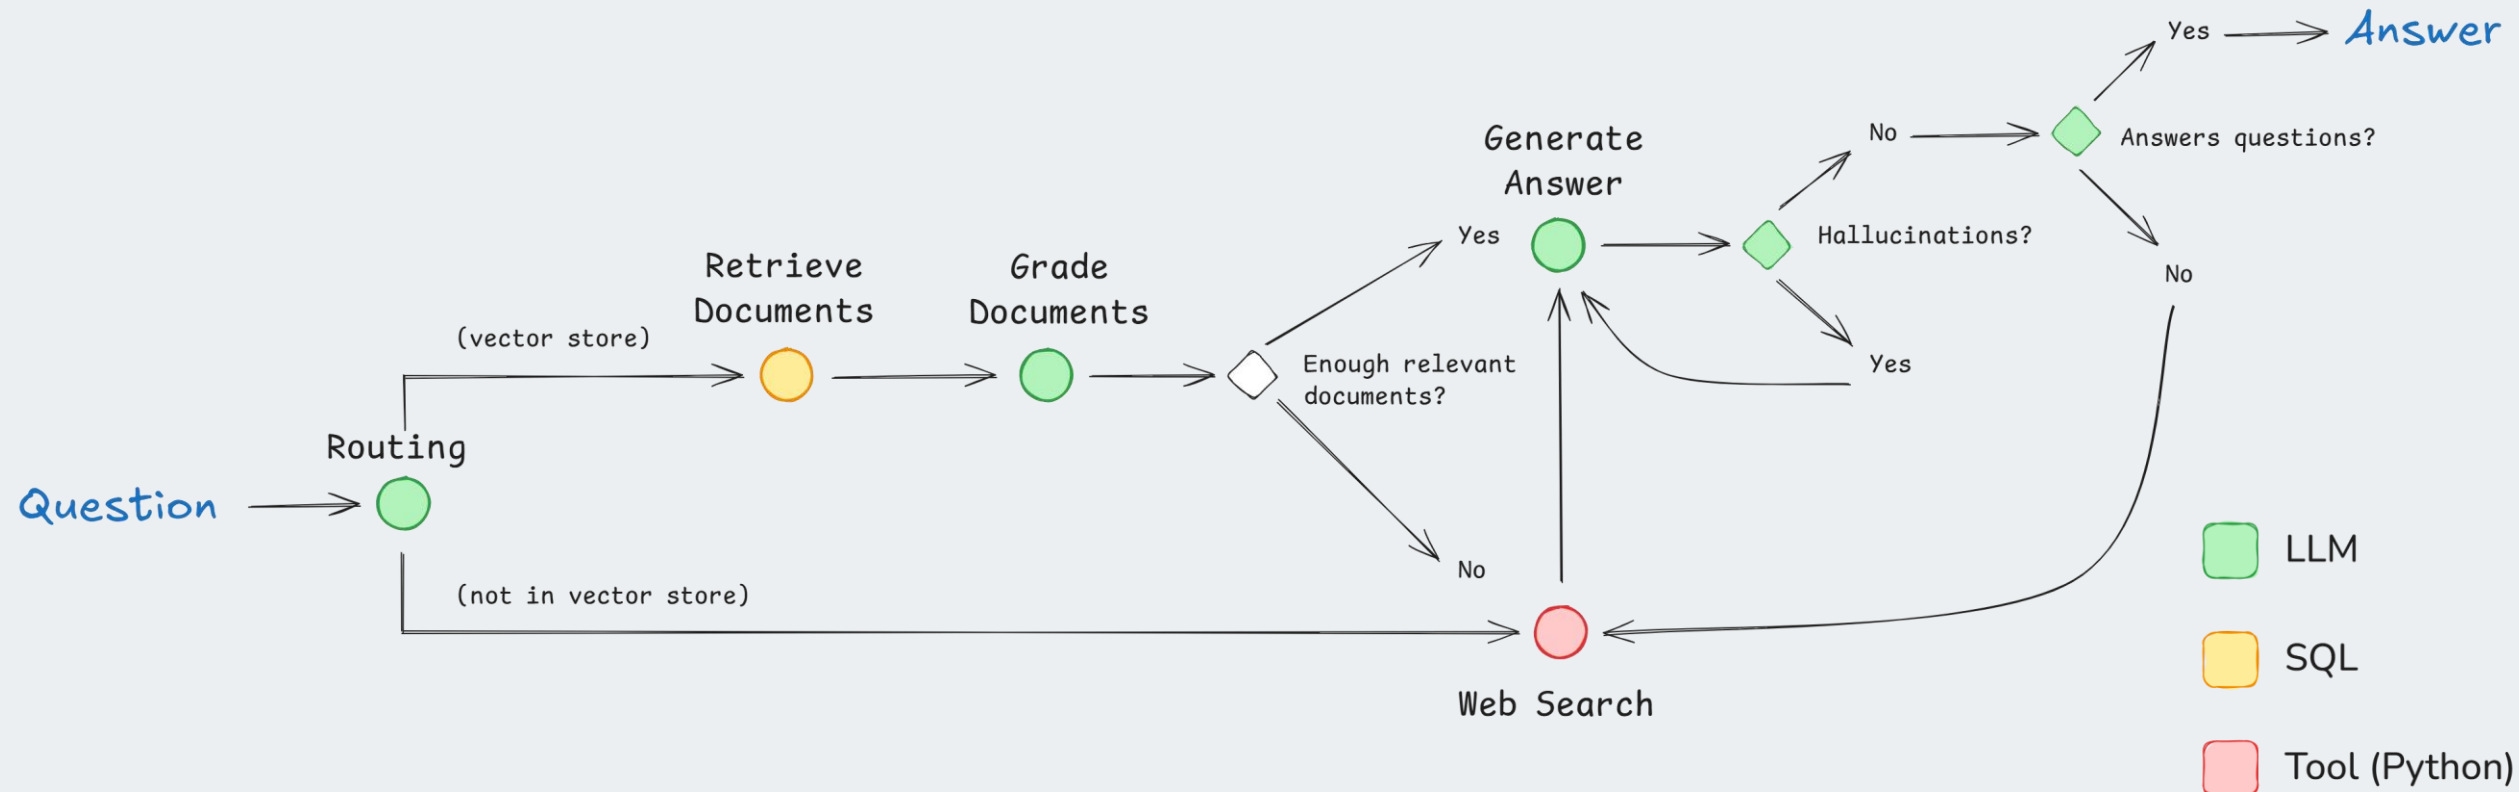 Question
Routing
(vector store)
(not in vector store)
Retrieve
Documents
Grade
Documents
Enough relevant
documents?
Yes
No
Generate
Answer
Web Search
Hallucinations?
No
Yes
Answers questions?
Yes
No
Answer
LLM
SQL
Tool (Python)